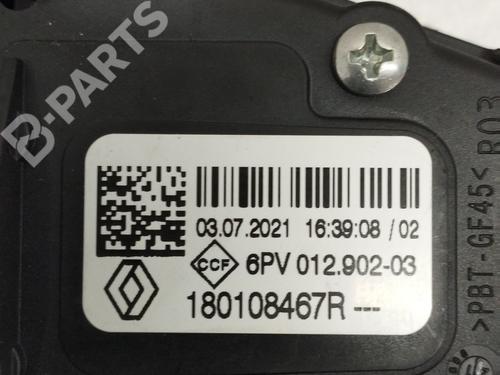 B-PARTS
03.07.2021 16:39:08 / 02
CCF 6PV 012.902-03
180108467R ---
>PBT-GF45< R03